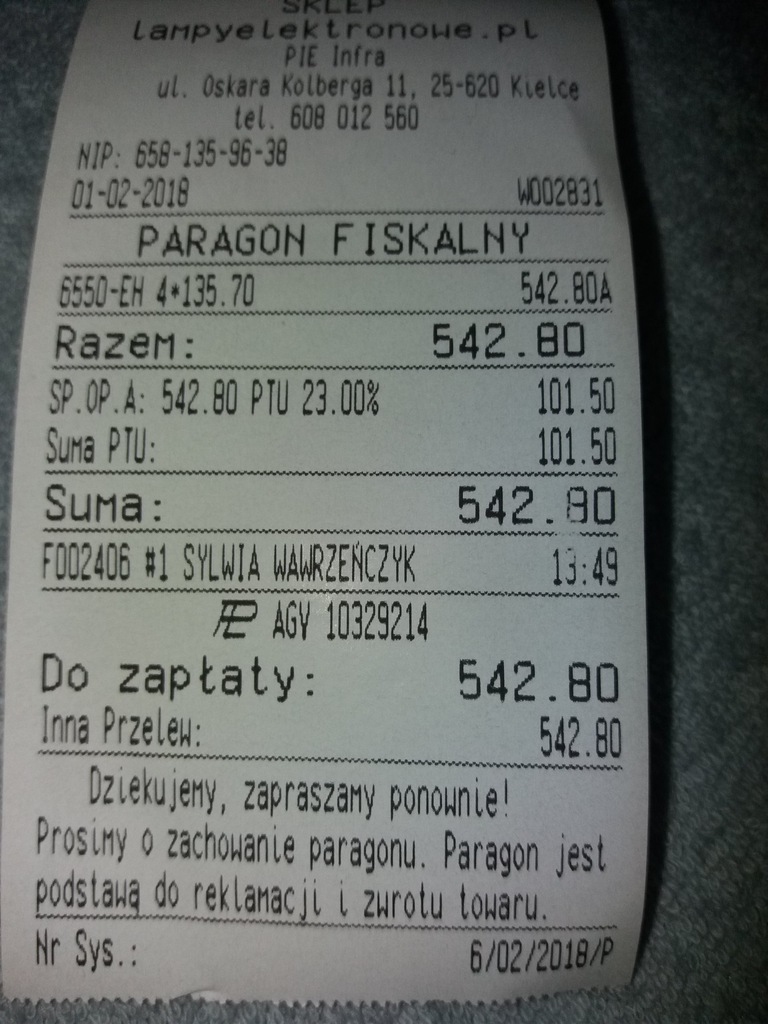 SKLEP
lampyelektronowe.pl
PIE Infra
ul. Oskara Kolberga 11, 25-620 Kielce
tel. 608 012 560
NIP: 658-135-96-38
01-02-2018 W002831
PARAGON FISKALNY
6550-EH 4*135.70 542.80A
Razem: 542.80
SP.OP.A: 542.80 PTU 23.00% 101.50
Suma PTU: 101.50
Suma: 542.80
F002406 #1 SYLWIA WAWRZEŃCZYK 13:49
AGV 10329214
Do zapłaty: 542.80
Inna Przelew: 542.80
Dziekujemy, zapraszamy ponownie!
Prosimy o zachowanie paragonu. Paragon jest
podstawą do reklamacji i zwrotu towaru.
Nr Sys.: 6/02/2018/P